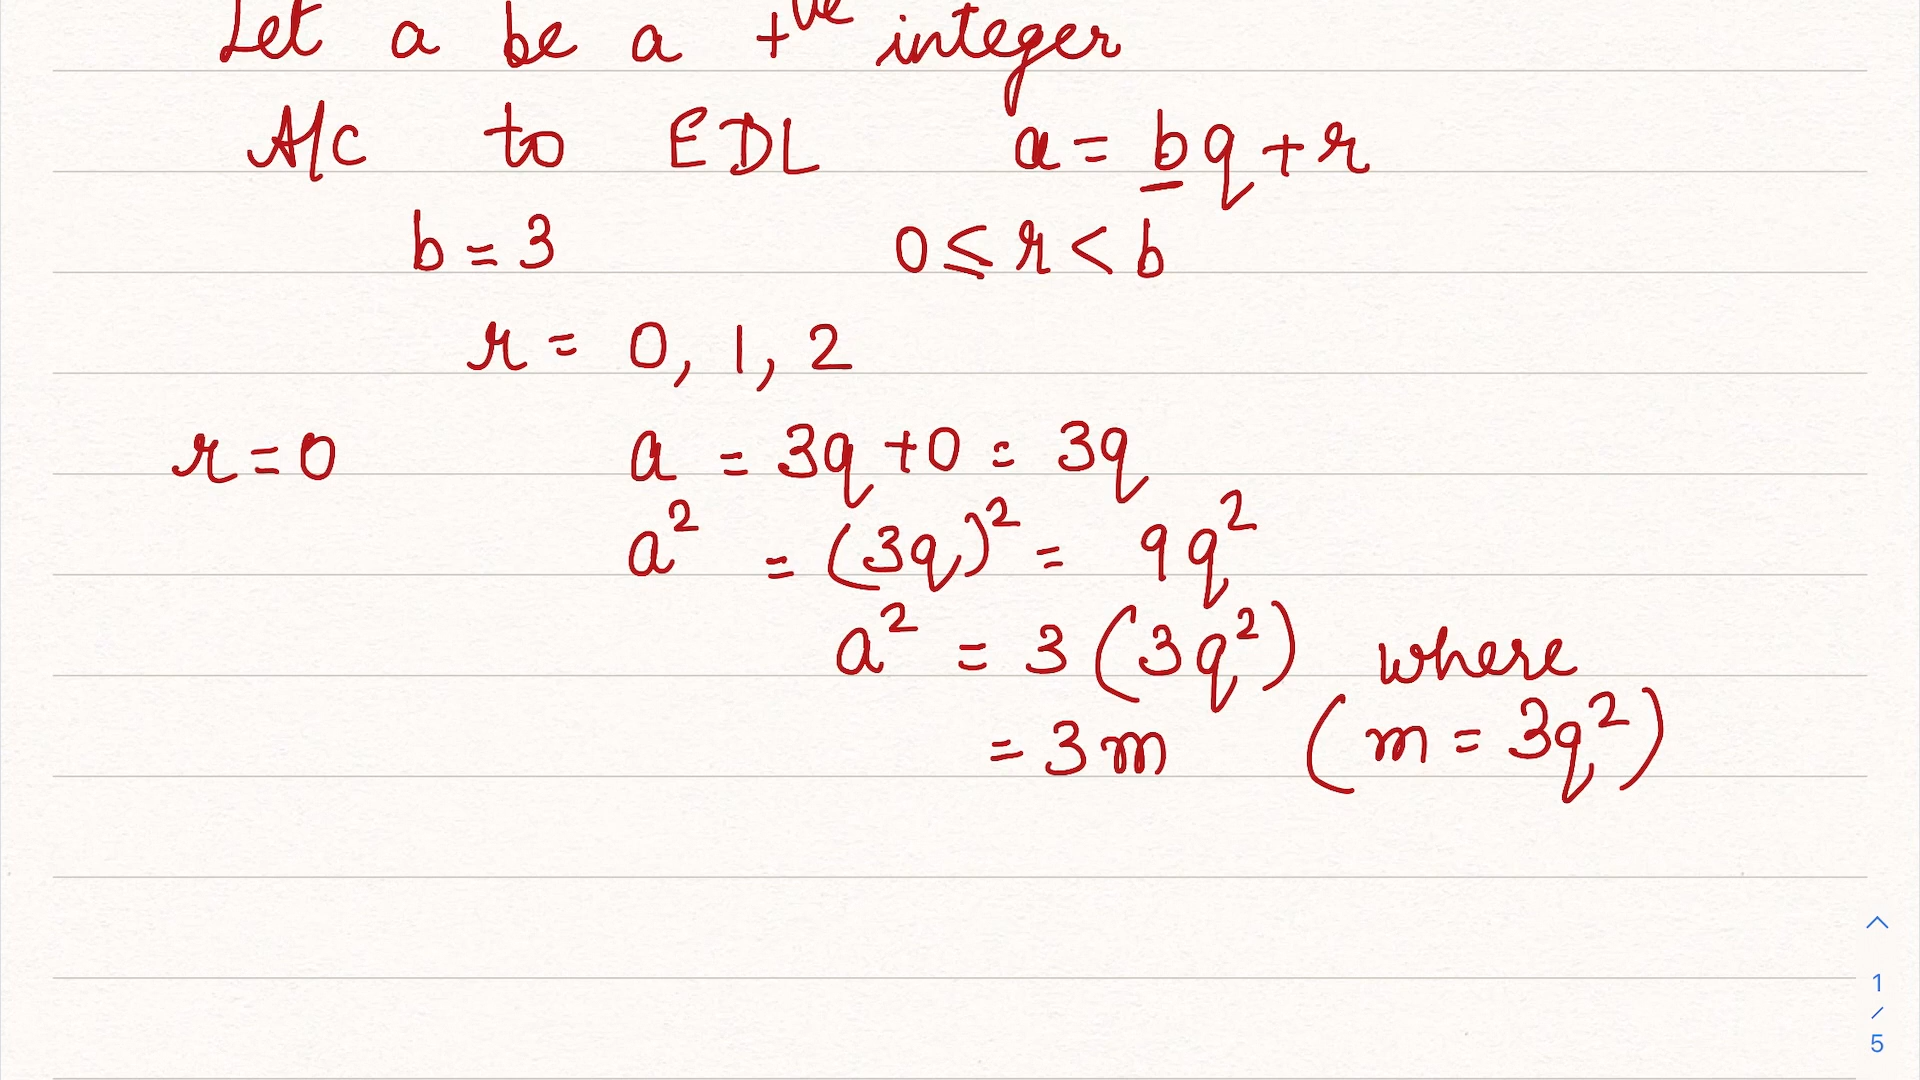 Let a be a +ve integer
A/c to EDL a = bq + r
b = 3 0 ≤ r < b
r = 0, 1, 2
r = 0 a = 3q + 0 = 3q
a² = (3q)² = 9q²
a² = 3(3q²) where
= 3m (m = 3q²)
1
/
5